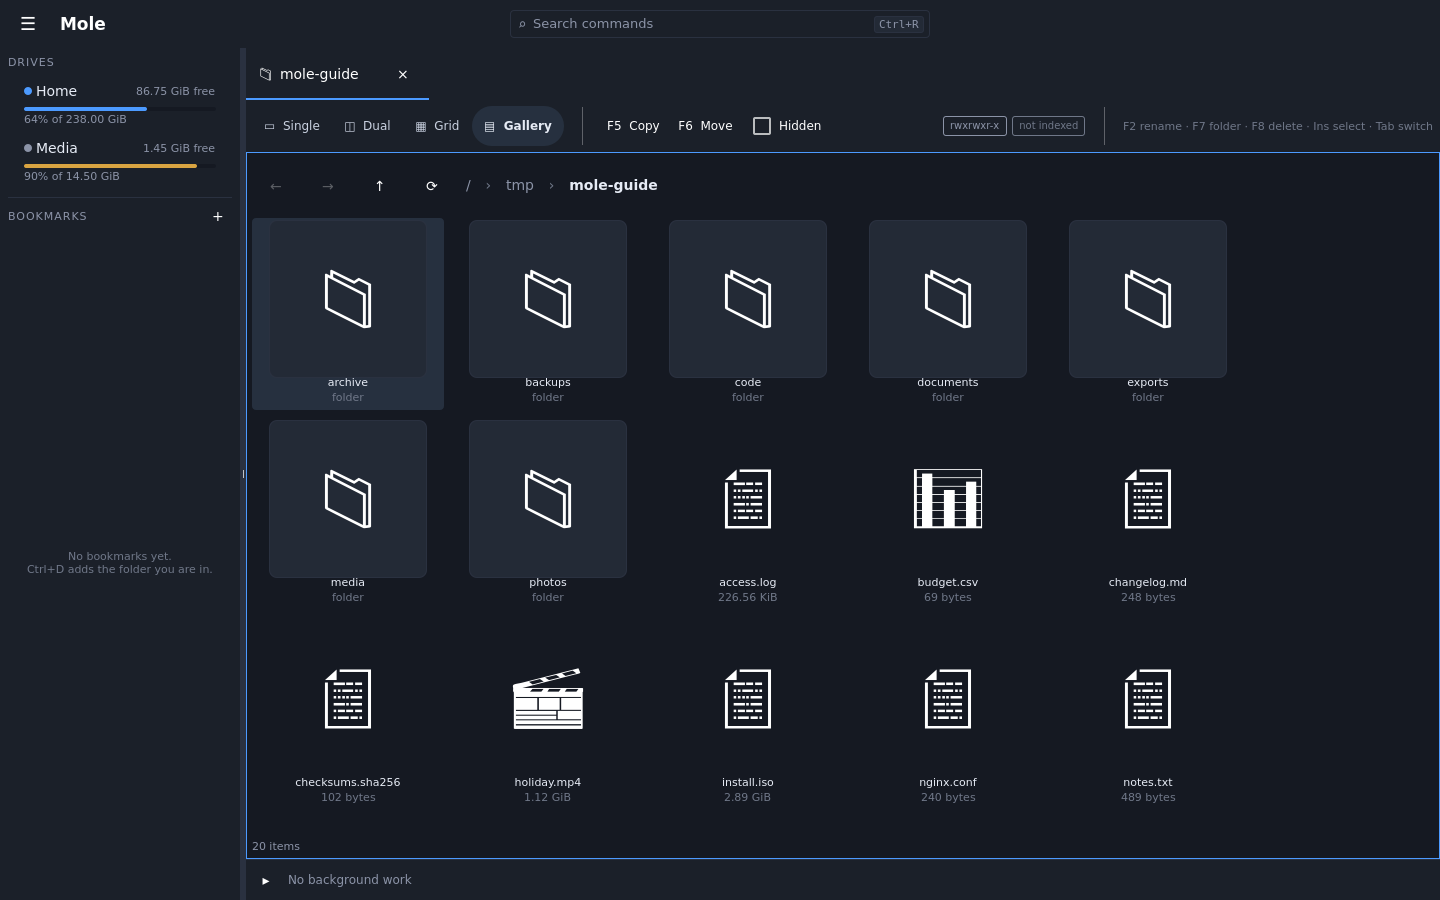 Mole
Search commands
Ctrl+R
DRIVES
Home 86.75 GiB free
64% of 238.00 GiB
Media 1.45 GiB free
90% of 14.50 GiB
BOOKMARKS +
No bookmarks yet.
Ctrl+D adds the folder you are in.
mole-guide ×
Single Dual Grid Gallery F5 Copy F6 Move Hidden rwxrwxr-x not indexed F2 rename · F7 folder · F8 delete · Ins select · Tab switch
/ › tmp › mole-guide
archive backups code documents exports
folder folder folder folder folder
media photos access.log budget.csv changelog.md
folder folder 226.56 KiB 69 bytes 248 bytes
checksums.sha256 holiday.mp4 install.iso nginx.conf notes.txt
102 bytes 1.12 GiB 2.89 GiB 240 bytes 489 bytes
20 items
No background work